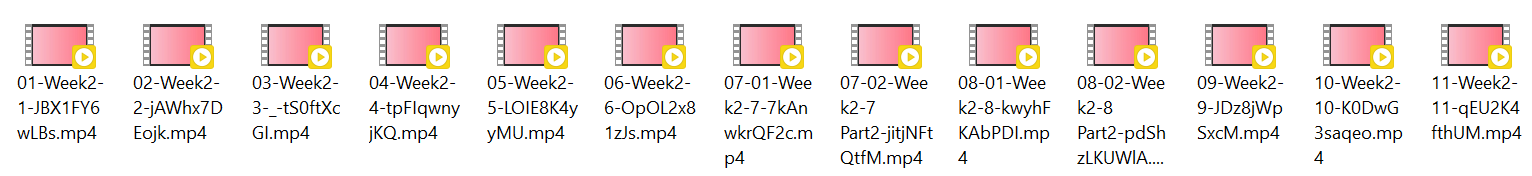 01-Week2-
1-JBX1FY6
wLBs.mp4
02-Week2-
2-jAWhx7D
Eojk.mp4
03-Week2-
3-_-tS0ftXc
GI.mp4
04-Week2-
4-tpFIqwny
jKQ.mp4
05-Week2-
5-LOIE8K4y
yMU.mp4
06-Week2-
6-OpOL2x8
1zJs.mp4
07-01-Wee
k2-7-7kAn
wkrQF2c.m
p4
07-02-Wee
k2-7
Part2-jitjNFt
QtfM.mp4
08-01-Wee
k2-8-kwyhF
KAbPDI.mp
4
08-02-Wee
k2-8
Part2-pdSh
zLKUWlA....
09-Week2-
9-JDz8jWp
SxcM.mp4
10-Week2-
10-K0DwG
3saqeo.mp
4
11-Week2-
11-qEU2K4
fthUM.mp4